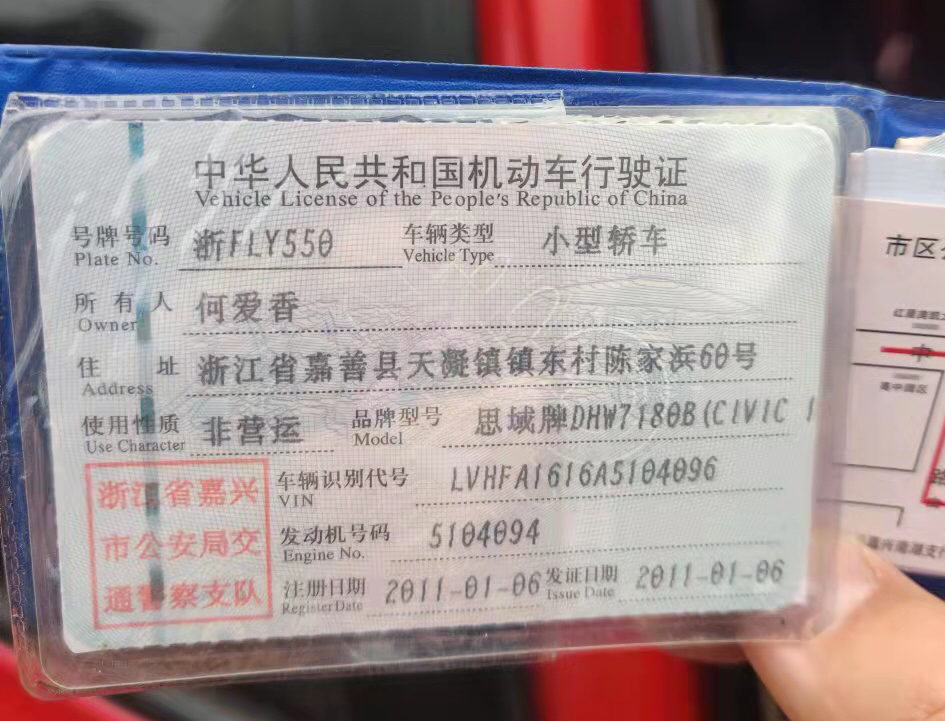 中华人民共和国机动车行驶证
Vehicle License of the People's Republic of China
号牌号码 浙FLY550 车辆类型 小型轿车
Plate No. Vehicle Type
所有人 何爱香
Owner
住址 浙江省嘉善县天凝镇镇东村陈家浜60号
Address
使用性质 非营运 品牌型号 思域牌DHW7180B(CIVIC 1
Use Character Model
浙江省嘉兴
市公安局交
通警察支队
车辆识别代号 LVHFA1616A5104096
VIN
发动机号码 5104094
Engine No.
注册日期 2011-01-06 发证日期 2011-01-06
Register Date Issue Date
市区
中